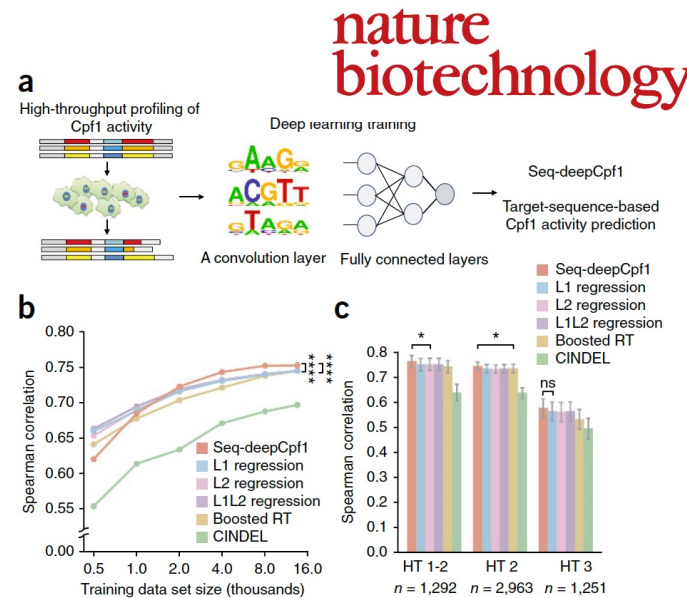 nature
biotechnology
a
High-throughput profiling of
Cpf1 activity
Deep learning training
GAAGG
ACGTT
GTAGA
A convolution layer
Fully connected layers
Seq-deepCpf1
Target-sequence-based
Cpf1 activity prediction
b
Spearman correlation
0.80
0.75
0.70
0.65
0.60
0.55
0.00
0.5 1.0 2.0 4.0 8.0 16.0
Training data set size (thousands)
Seq-deepCpf1
L1 regression
L2 regression
L1L2 regression
Boosted RT
CINDEL
****
****
c
Seq-deepCpf1
L1 regression
L2 regression
L1L2 regression
Boosted RT
CINDEL
Spearman correlation
0.8
0.7
0.6
0.5
0.4
0.3
0.2
0.1
0.0
*
*
ns
HT 1-2 HT 2 HT 3
n = 1,292 n = 2,963 n = 1,251